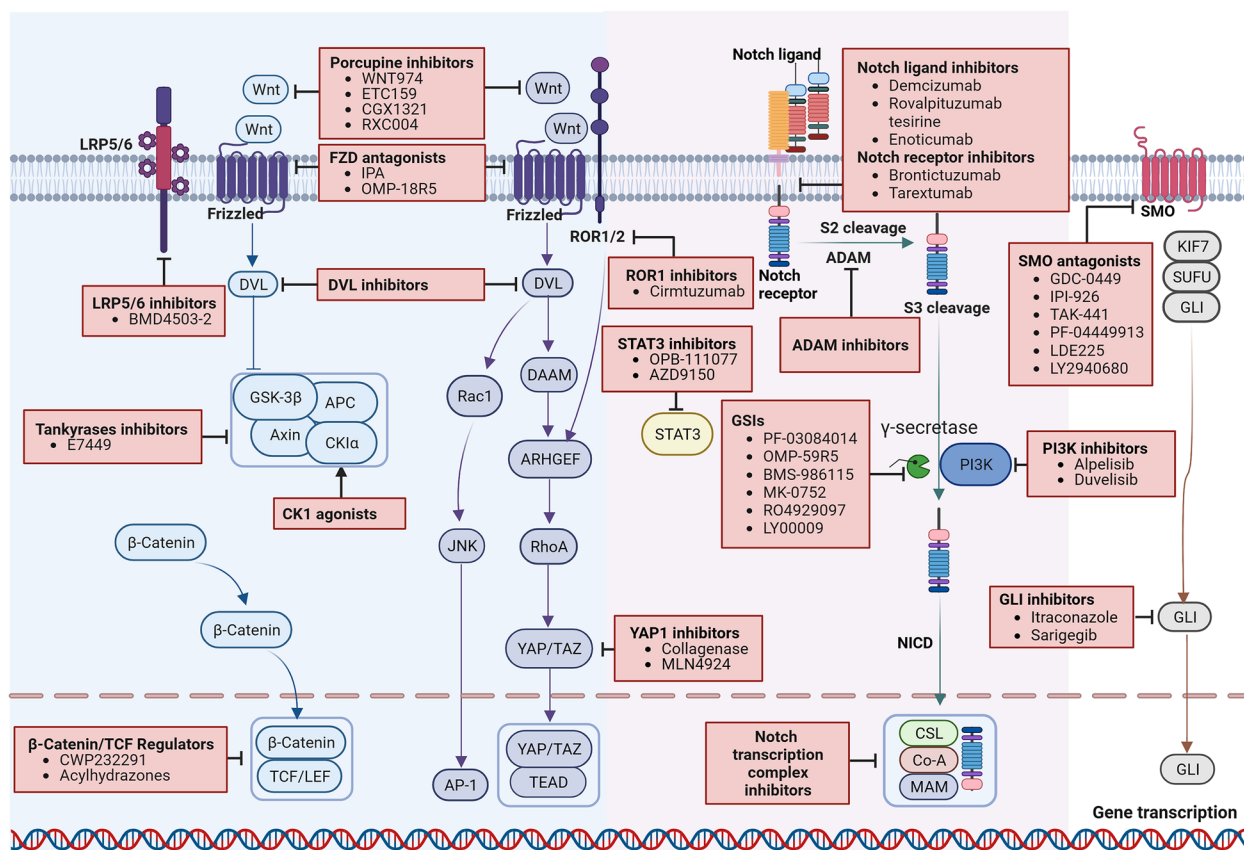 Porcupine inhibitors
• WNT974
• ETC159
• CGX1321
• RXC004
Wnt
Wnt
Wnt
Wnt
LRP5/6
FZD antagonists
• IPA
• OMP-18R5
Frizzled
Frizzled
ROR1/2
DVL
DVL inhibitors
DVL
LRP5/6 inhibitors
• BMD4503-2
ROR1 inhibitors
• Cirmtuzumab
STAT3 inhibitors
• OPB-111077
• AZD9150
STAT3
GSK-3β
APC
Axin
CKIα
Tankyrases inhibitors
• E7449
CK1 agonists
Rac1
DAAM
ARHGEF
JNK
RhoA
β-Catenin
β-Catenin
YAP/TAZ
YAP1 inhibitors
• Collagenase
• MLN4924
β-Catenin/TCF Regulators
• CWP232291
• Acylhydrazones
β-Catenin
TCF/LEF
AP-1
YAP/TAZ
TEAD
Notch ligand
Notch ligand inhibitors
• Demcizumab
• Rovalpituzumab
tesirine
• Enoticumab
Notch receptor inhibitors
• Brontictuzumab
• Tarextumab
S2 cleavage
ADAM
Notch
receptor
S3 cleavage
ADAM inhibitors
GSIs
• PF-03084014
• OMP-59R5
• BMS-986115
• MK-0752
• RO4929097
• LY00009
γ-secretase
PI3K
PI3K inhibitors
• Alpelisib
• Duvelisib
NICD
Notch
transcription
complex
inhibitors
CSL
Co-A
MAM
SMO
SMO antagonists
• GDC-0449
• IPI-926
• TAK-441
• PF-04449913
• LDE225
• LY2940680
KIF7
SUFU
GLI
GLI inhibitors
• Itraconazole
• Sarigegib
GLI
GLI
Gene transcription